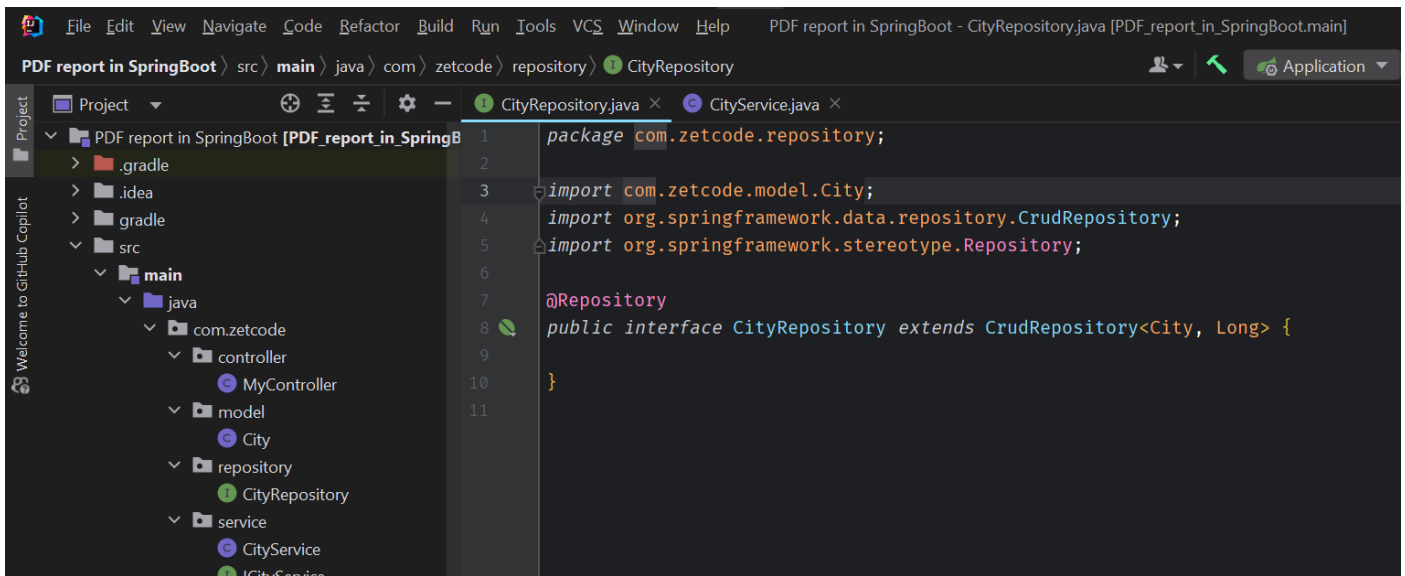 File Edit View Navigate Code Refactor Build Run Tools VCS Window Help PDF report in SpringBoot - CityRepository.java [PDF_report_in_SpringBoot.main]
PDF report in SpringBoot 〉 src 〉 main 〉 java 〉 com 〉 zetcode 〉 repository 〉 I CityRepository Application
Project
Welcome to GitHub Copilot
Project
PDF report in SpringBoot [PDF_report_in_SpringB
.gradle
.idea
gradle
src
main
java
com.zetcode
controller
C MyController
model
C City
repository
I CityRepository
service
C CityService
I ICityService
I CityRepository.java × C CityService.java ×
1 package com.zetcode.repository;
2
3 import com.zetcode.model.City;
4 import org.springframework.data.repository.CrudRepository;
5 import org.springframework.stereotype.Repository;
6
7 @Repository
8 public interface CityRepository extends CrudRepository<City, Long> {
9
10 }
11